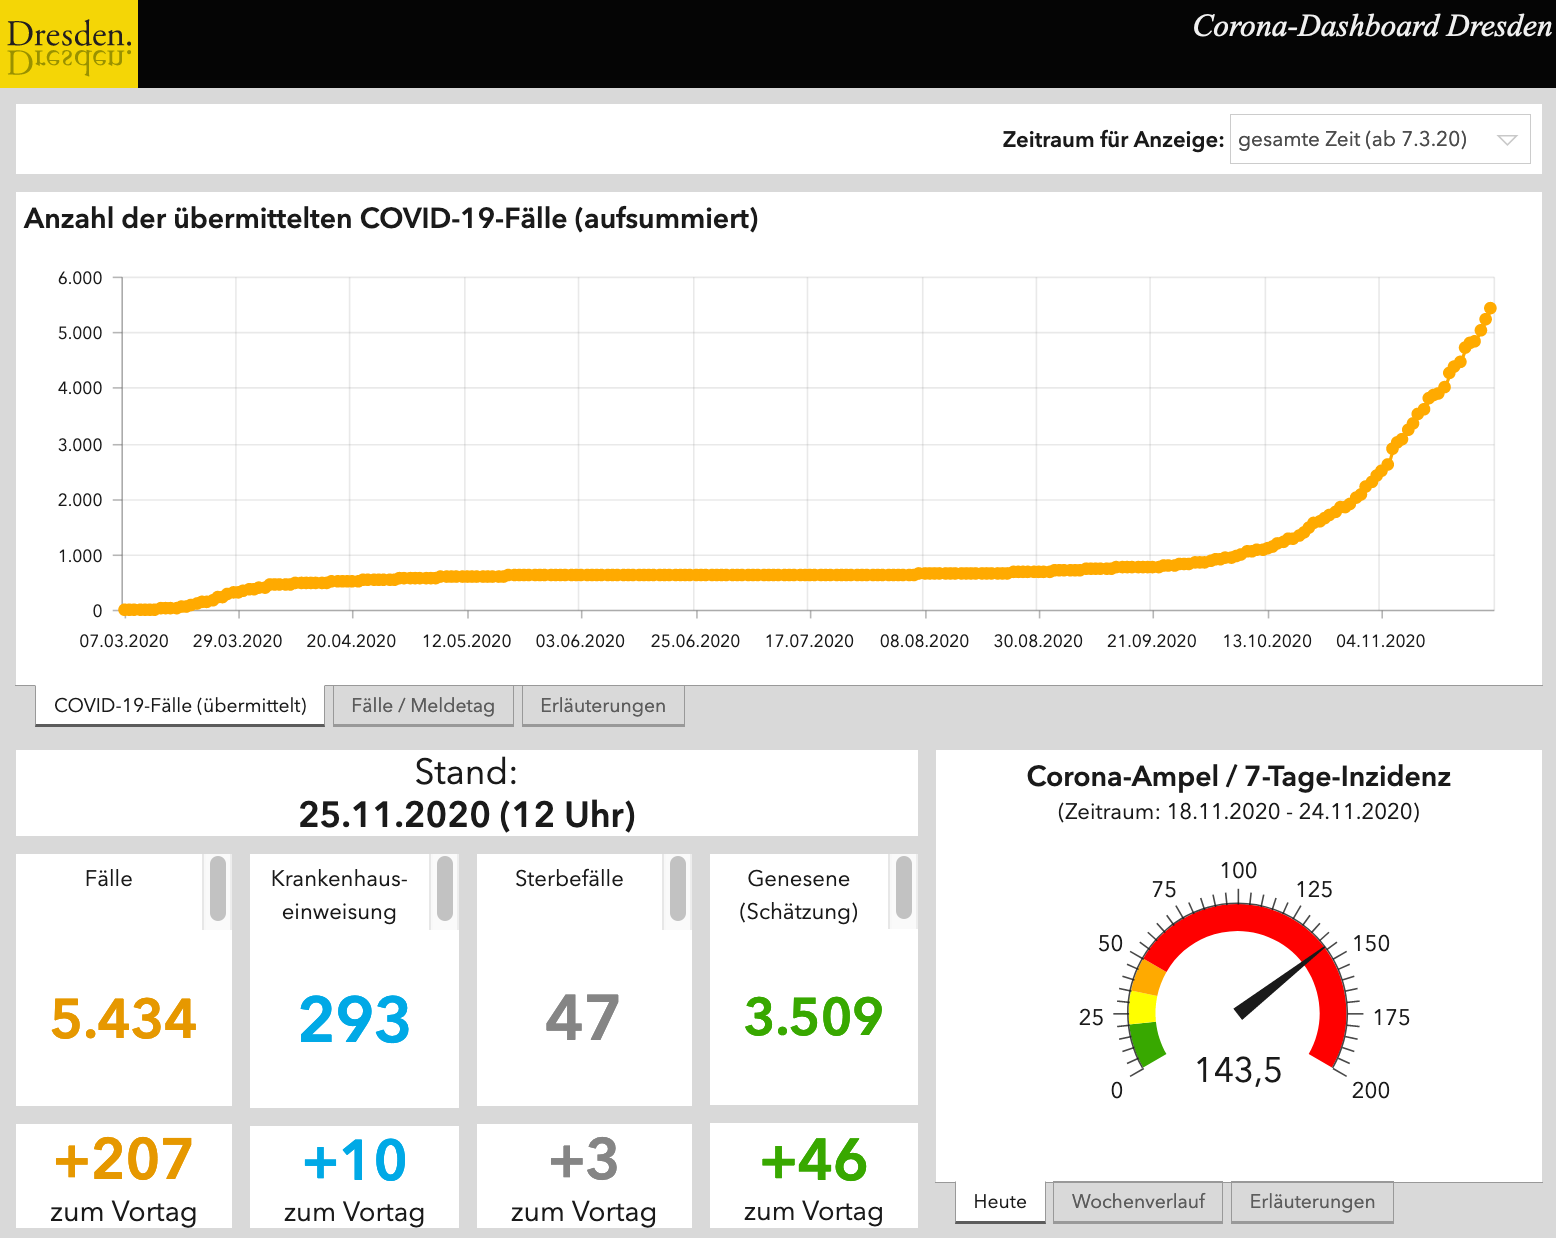 Dresden.
Dresden.
Corona-Dashboard Dresden
Zeitraum für Anzeige: gesamte Zeit (ab 7.3.20)
Anzahl der übermittelten COVID-19-Fälle (aufsummiert)
6.000
5.000
4.000
3.000
2.000
1.000
0
07.03.2020 29.03.2020 20.04.2020 12.05.2020 03.06.2020 25.06.2020 17.07.2020 08.08.2020 30.08.2020 21.09.2020 13.10.2020 04.11.2020
COVID-19-Fälle (übermittelt) Fälle / Meldetag Erläuterungen
Stand:
25.11.2020 (12 Uhr)
Fälle
5.434
+207
zum Vortag
Krankenhaus-
einweisung
293
+10
zum Vortag
Sterbefälle
47
+3
zum Vortag
Genesene
(Schätzung)
3.509
+46
zum Vortag
Corona-Ampel / 7-Tage-Inzidenz
(Zeitraum: 18.11.2020 - 24.11.2020)
0
25
50
75
100
125
150
175
200
143,5
Heute Wochenverlauf Erläuterungen